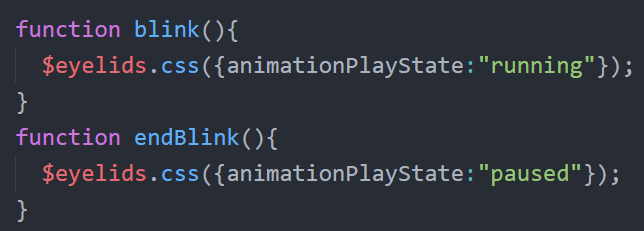 function blink(){
  $eyelids.css({animationPlayState:"running"});
}
function endBlink(){
  $eyelids.css({animationPlayState:"paused"});
}